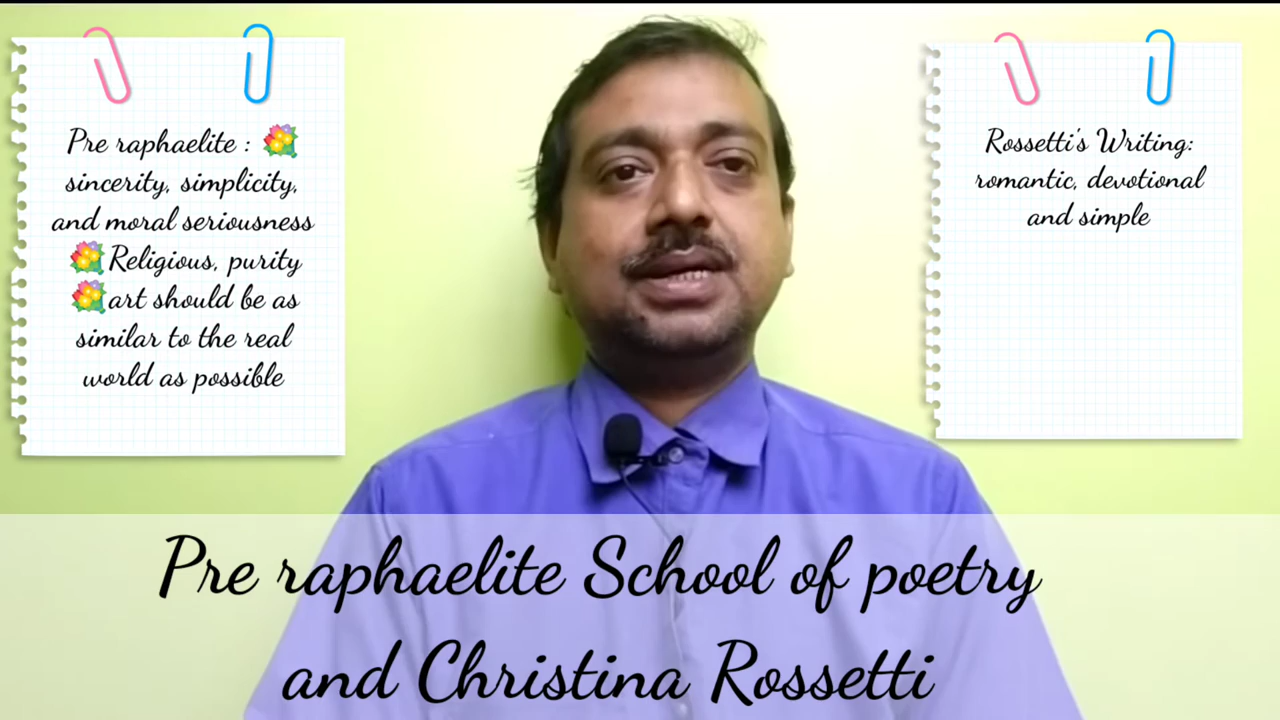 Pre raphaelite : 💐
sincerity, simplicity,
and moral seriousness
💐Religious, purity
💐art should be as
similar to the real
world as possible
Rossetti's Writing:
romantic, devotional
and simple
Pre raphaelite School of poetry
and Christina Rossetti